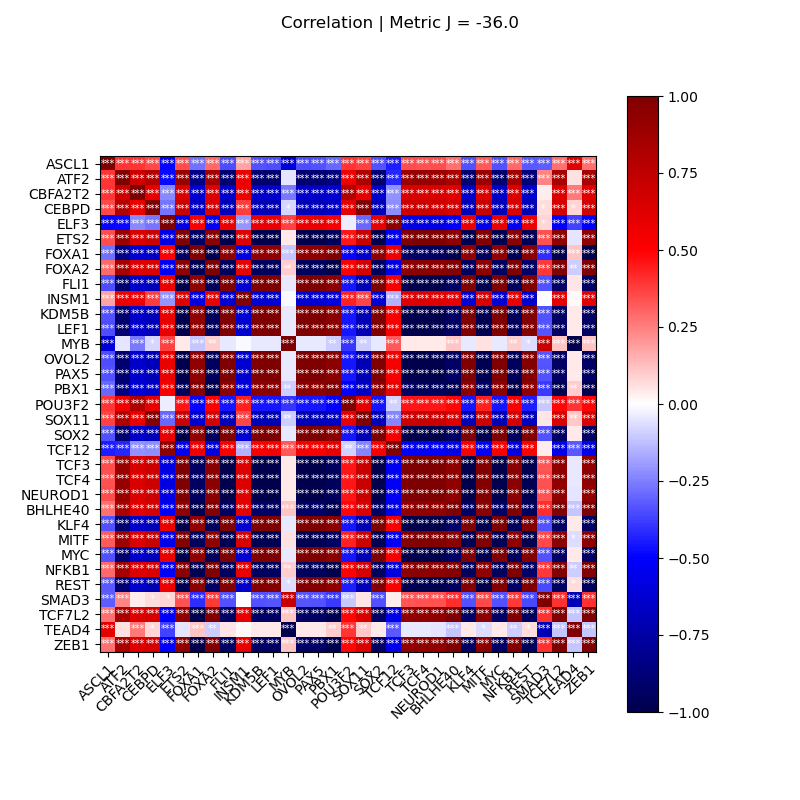 Correlation | Metric J = -36.0
ASCL1
ATF2
CBFA2T2
CEBPD
ELF3
ETS2
FOXA1
FOXA2
FLI1
INSM1
KDM5B
LEF1
MYB
OVOL2
PAX5
PBX1
POU3F2
SOX11
SOX2
TCF12
TCF3
TCF4
NEUROD1
BHLHE40
KLF4
MITF
MYC
NFKB1
REST
SMAD3
TCF7L2
TEAD4
ZEB1
ASCL1
ATF2
CBFA2T2
CEBPD
ELF3
ETS2
FOXA1
FOXA2
FLI1
INSM1
KDM5B
LEF1
MYB
OVOL2
PAX5
PBX1
POU3F2
SOX11
SOX2
TCF12
TCF3
TCF4
NEUROD1
BHLHE40
KLF4
MITF
MYC
NFKB1
REST
SMAD3
TCF7L2
TEAD4
ZEB1
1.00
0.75
0.50
0.25
0.00
−0.25
−0.50
−0.75
−1.00